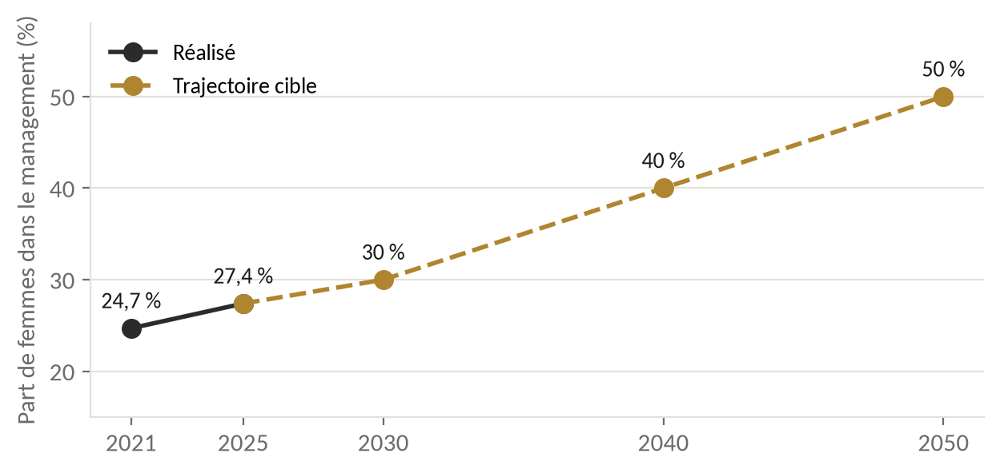 Part de femmes dans le management (%)
Réalisé
Trajectoire cible
50 %
50
40 %
40
30 %
27,4 %
30
24,7 %
20
2021 2025 2030 2040 2050